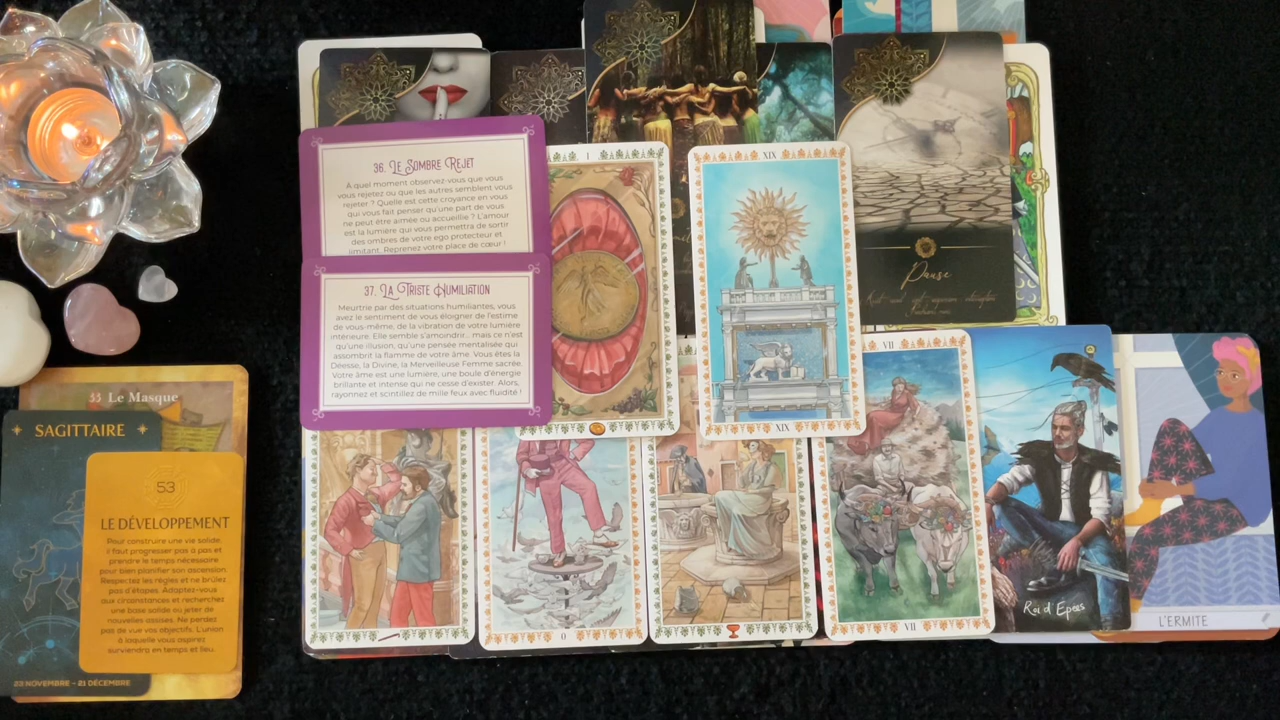 36. LE SOMBRE REJET
A quel moment observez-vous que vous
vous rejetez ou que les autres semblent vous
rejeter ? Quelle est cette croyance en vous
qui vous fait penser qu'une part de vous
ne peut être aimée ou accueillie ? L'amour
est la lumière qui vous permettra de sortir
des ombres de votre ego protecteur et
limitant. Reprenez votre place de cœur !
37. LA TRISTE HUMILIATION
Meurtrie par des situations humiliantes, vous
avez le sentiment de vous éloigner de l'estime
de vous-même, de la vibration de votre lumière
intérieure. Elle semble s'amoindrir... mais ce n'est
qu'une illusion, qu'une pensée mentalisée qui
assombrit la flamme de votre âme. Vous êtes la
Déesse, la Divine, la Merveilleuse Femme sacrée.
Votre âme est une lumière, une boule d'énergie
brillante et intense qui ne cesse d'exister. Alors,
rayonnez et scintillez de mille feux avec fluidité !
I
XIX
XIX
Pause
33 Le Masque
SAGITTAIRE
53
LE DÉVELOPPEMENT
Pour construire une vie solide,
il faut progresser pas à pas et
prendre le temps nécessaire
pour bien planifier son ascension.
Respectez les règles et ne brûlez
pas d'étapes. Adaptez-vous
aux circonstances et recherchez
une base solide ou jeter de
nouvelles assises. Ne perdez
pas de vue vos objectifs. L'union
à laquelle vous aspirez
surviendra en temps et lieu.
23 NOVEMBRE – 21 DÉCEMBRE
0
VII
VII
Roi d'Epées
L'ERMITE